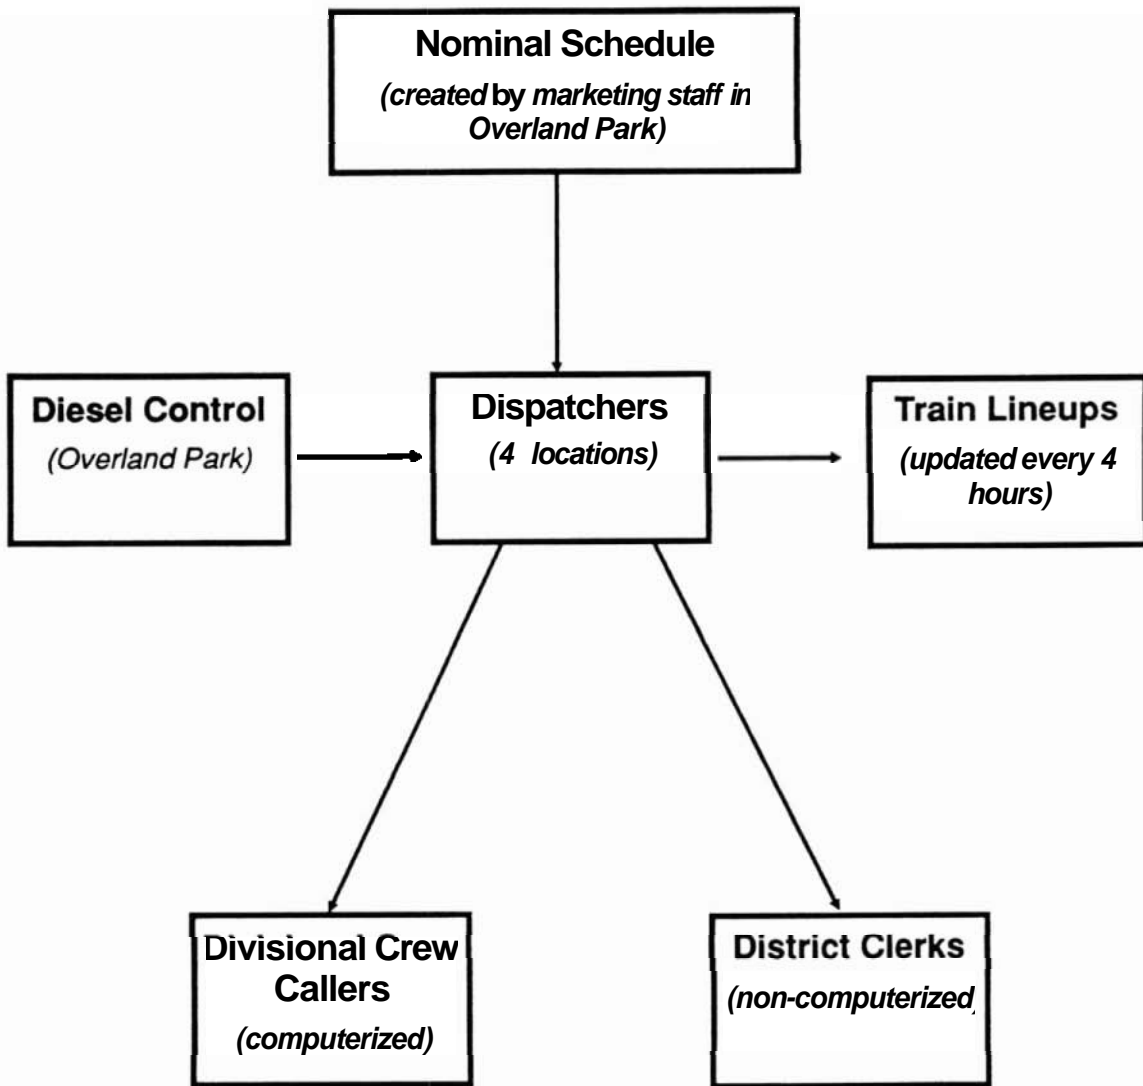 Nominal Schedule
(created by marketing staff in
Overland Park)
Diesel Control
(Overland Park)
Dispatchers
(4 locations)
Train Lineups
(updated every 4
hours)
Divisional Crew
Callers
(computerized)
District Clerks
(non-computerized)